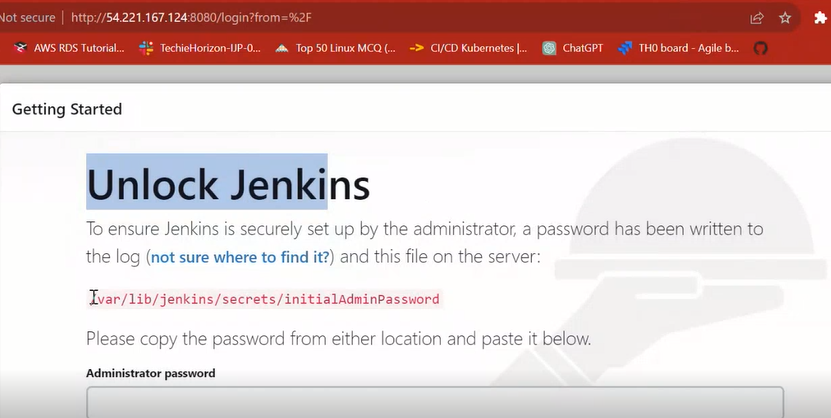 Not secure | http://54.221.167.124:8080/login?from=%2F
AWS RDS Tutorial... TechieHorizon-IJP-0... Top 50 Linux MCQ (... CI/CD Kubernetes |... ChatGPT TH0 board - Agile b...
Getting Started
Unlock Jenkins
To ensure Jenkins is securely set up by the administrator, a password has been written to
the log (not sure where to find it?) and this file on the server:
/var/lib/jenkins/secrets/initialAdminPassword
Please copy the password from either location and paste it below.
Administrator password